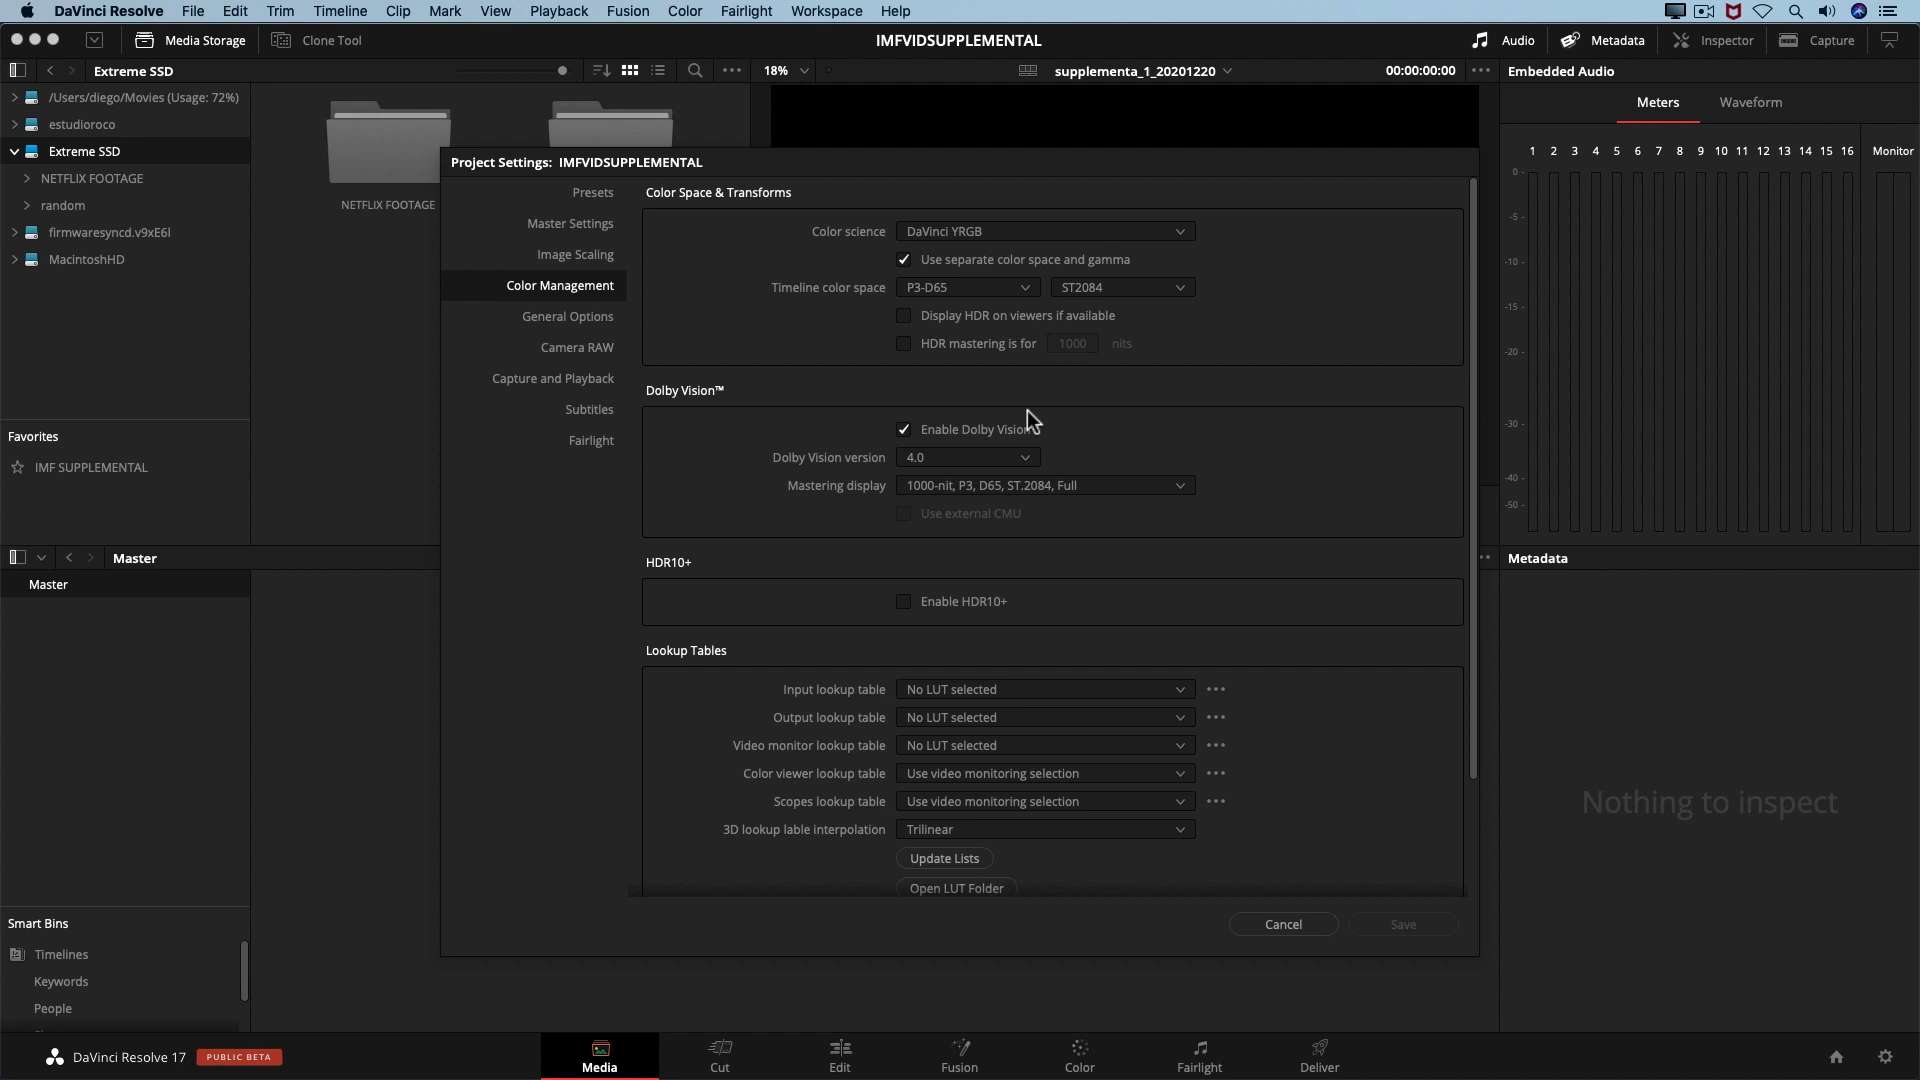 DaVinci Resolve File Edit Trim Timeline Clip Mark View Playback Fusion Color Fairlight Workspace Help
Media Storage Clone Tool IMFVIDSUPPLEMENTAL Audio Metadata Inspector Capture
Extreme SSD 18% supplementa_1_20201220 00:00:00:00 Embedded Audio
/Users/diego/Movies (Usage: 72%)
estudioroco
Extreme SSD
NETFLIX FOOTAGE
random
firmwaresyncd.v9xE6l
MacintoshHD
NETFLIX FOOTAGE
Meters Waveform
1 2 3 4 5 6 7 8 9 10 11 12 13 14 15 16 Monitor
0
-5
-10
-15
-20
-30
-40
-50
Favorites
IMF SUPPLEMENTAL
Project Settings: IMFVIDSUPPLEMENTAL
Presets
Master Settings
Image Scaling
Color Management
General Options
Camera RAW
Capture and Playback
Subtitles
Fairlight
Color Space & Transforms
Color science DaVinci YRGB
Use separate color space and gamma
Timeline color space P3-D65 ST2084
Display HDR on viewers if available
HDR mastering is for 1000 nits
Dolby Vision™
Enable Dolby Vision
Dolby Vision version 4.0
Mastering display 1000-nit, P3, D65, ST.2084, Full
Use external CMU
HDR10+
Enable HDR10+
Lookup Tables
Input lookup table No LUT selected
Output lookup table No LUT selected
Video monitor lookup table No LUT selected
Color viewer lookup table Use video monitoring selection
Scopes lookup table Use video monitoring selection
3D lookup lable interpolation Trilinear
Update Lists
Open LUT Folder
Cancel Save
Master
Master
Metadata
Nothing to inspect
Smart Bins
Timelines
Keywords
People
DaVinci Resolve 17 PUBLIC BETA
Media Cut Edit Fusion Color Fairlight Deliver